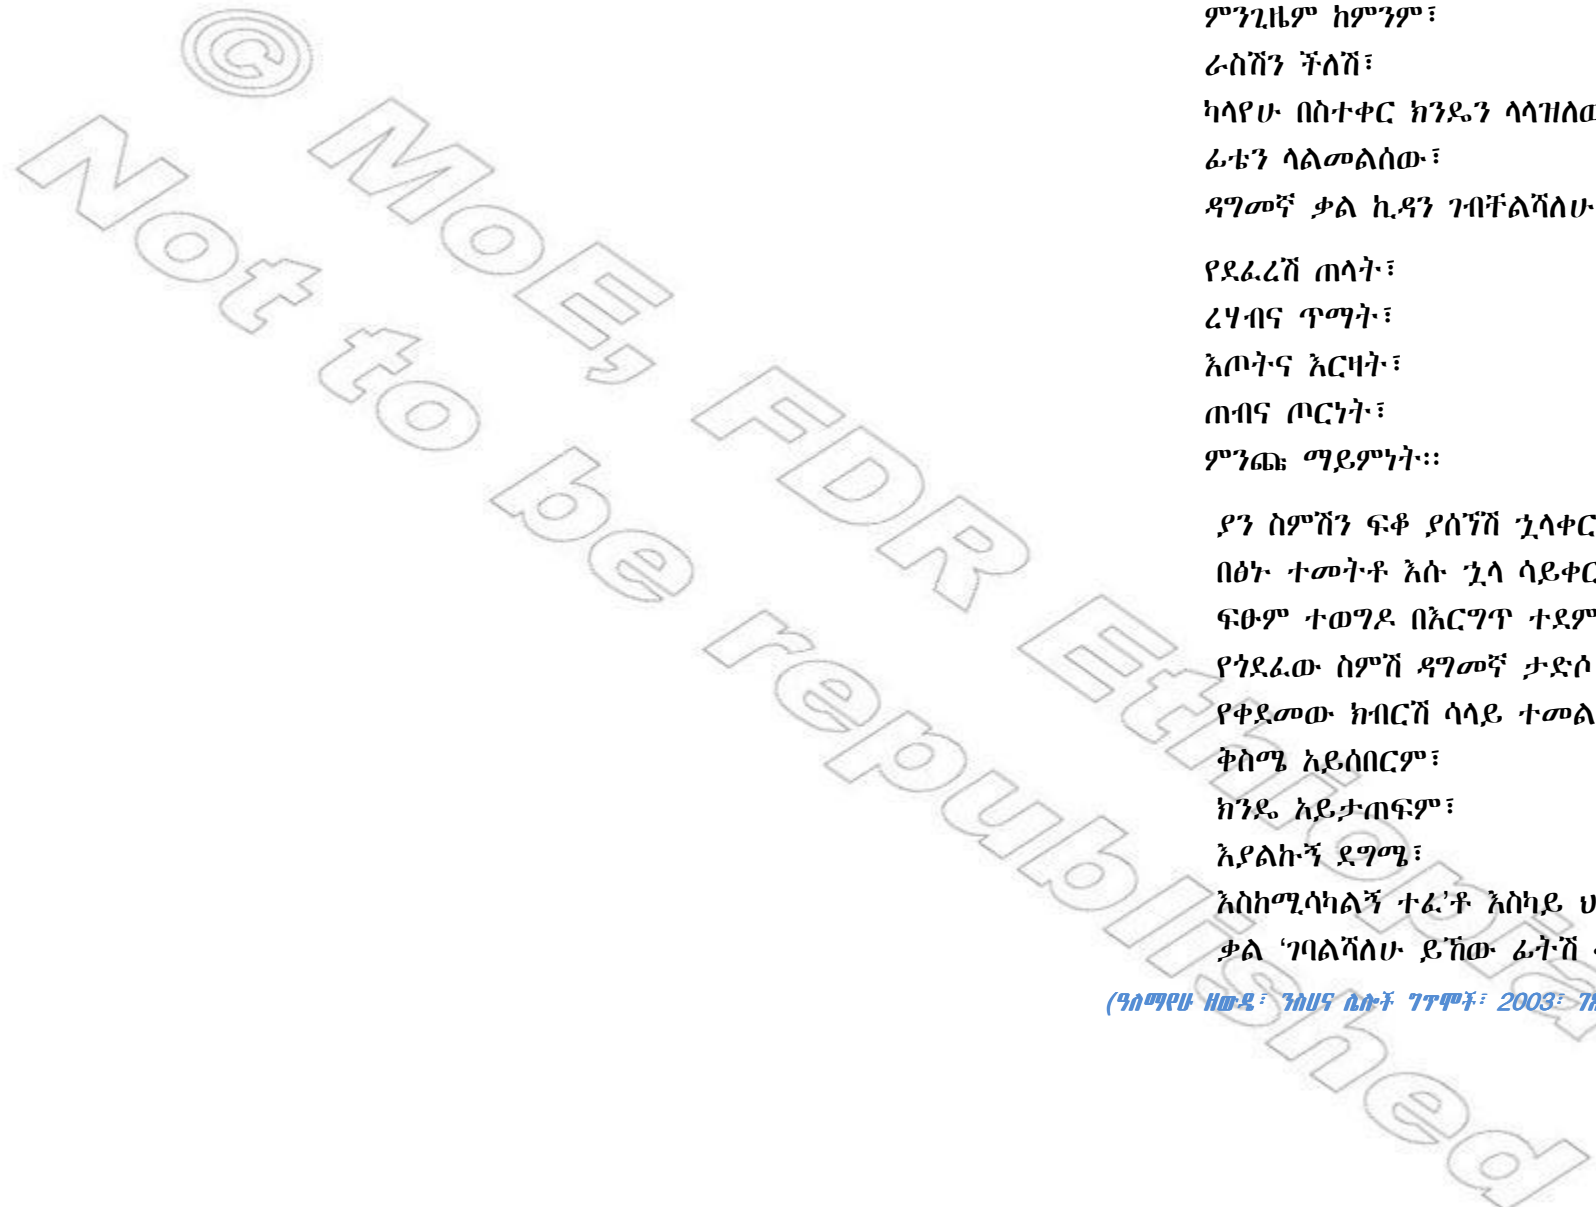 © MoE, FDR Ethiopia
Not to be republished
ምንጊዜም ከምንም፣
ራስሽን ችለሽ፣
ካላየሁ በስተቀር ክንዴን ላላዝለው
ፊቴን ላልመልሰው፣
ዳግመኛ ቃል ኪዳን ገብቸልሻለሁ
የደፈረሽ ጠላት፣
ረሃብና ጥማት፣
እጦትና እርዛት፣
ጠብና ጦርነት፣
ምንጩ ማይምነት፡፡
ያን ስምሽን ፍቆ ያሰኘሽ ኋላቀር
በፅኑ ተመትቶ እሱ ኋላ ሳይቀር
ፍፁም ተወግዶ በእርግጥ ተደም
የጎደፈው ስምሽ ዳግመኛ ታድሶ
የቀደመው ክብርሽ ሳላይ ተመል
ቅስሜ አይሰበርም፣
ክንዴ አይታጠፍም፣
እያልኩኝ ደግሜ፣
እስከሚሳካልኝ ተፈ'ቶ እስካይ
ቃል ‘ገባልሻለሁ ይኸው ፊትሽ
(ዓለማየሁ ዘውዴ፣ ንስሀና ሌሎች ግጥሞች፣ 2003፣